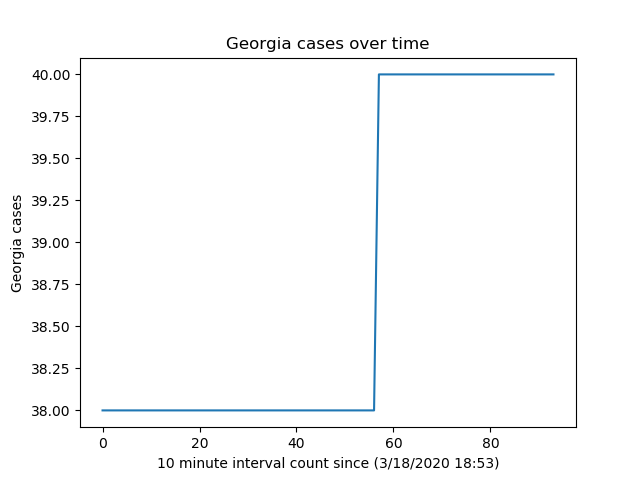 Georgia cases over time
40.00
39.75
39.50
39.25
39.00
38.75
38.50
38.25
38.00
Georgia cases
0 20 40 60 80
10 minute interval count since (3/18/2020 18:53)